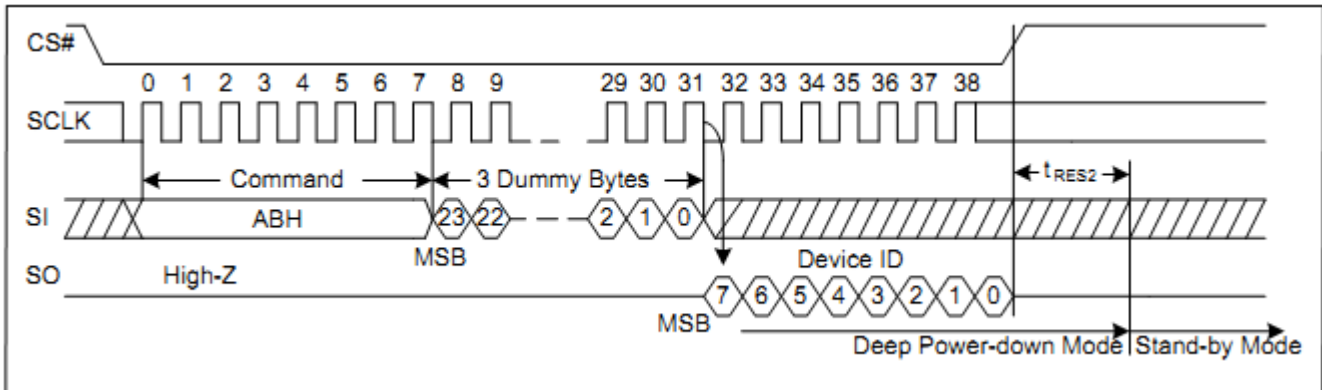 CS#
0 1 2 3 4 5 6 7 8 9 29 30 31 32 33 34 35 36 37 38
SCLK
Command 3 Dummy Bytes tRES2
SI ABH 23 22 2 1 0
MSB Device ID
SO High-Z
7 6 5 4 3 2 1 0
MSB
Deep Power-down Mode Stand-by Mode